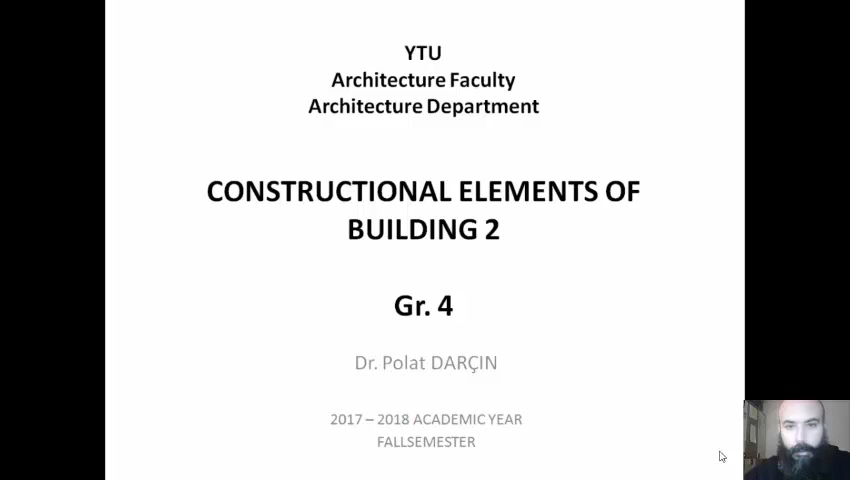 YTU
Architecture Faculty
Architecture Department
CONSTRUCTIONAL ELEMENTS OF
BUILDING 2
Gr. 4
Dr. Polat DARÇIN
2017 – 2018 ACADEMIC YEAR
FALLSEMESTER